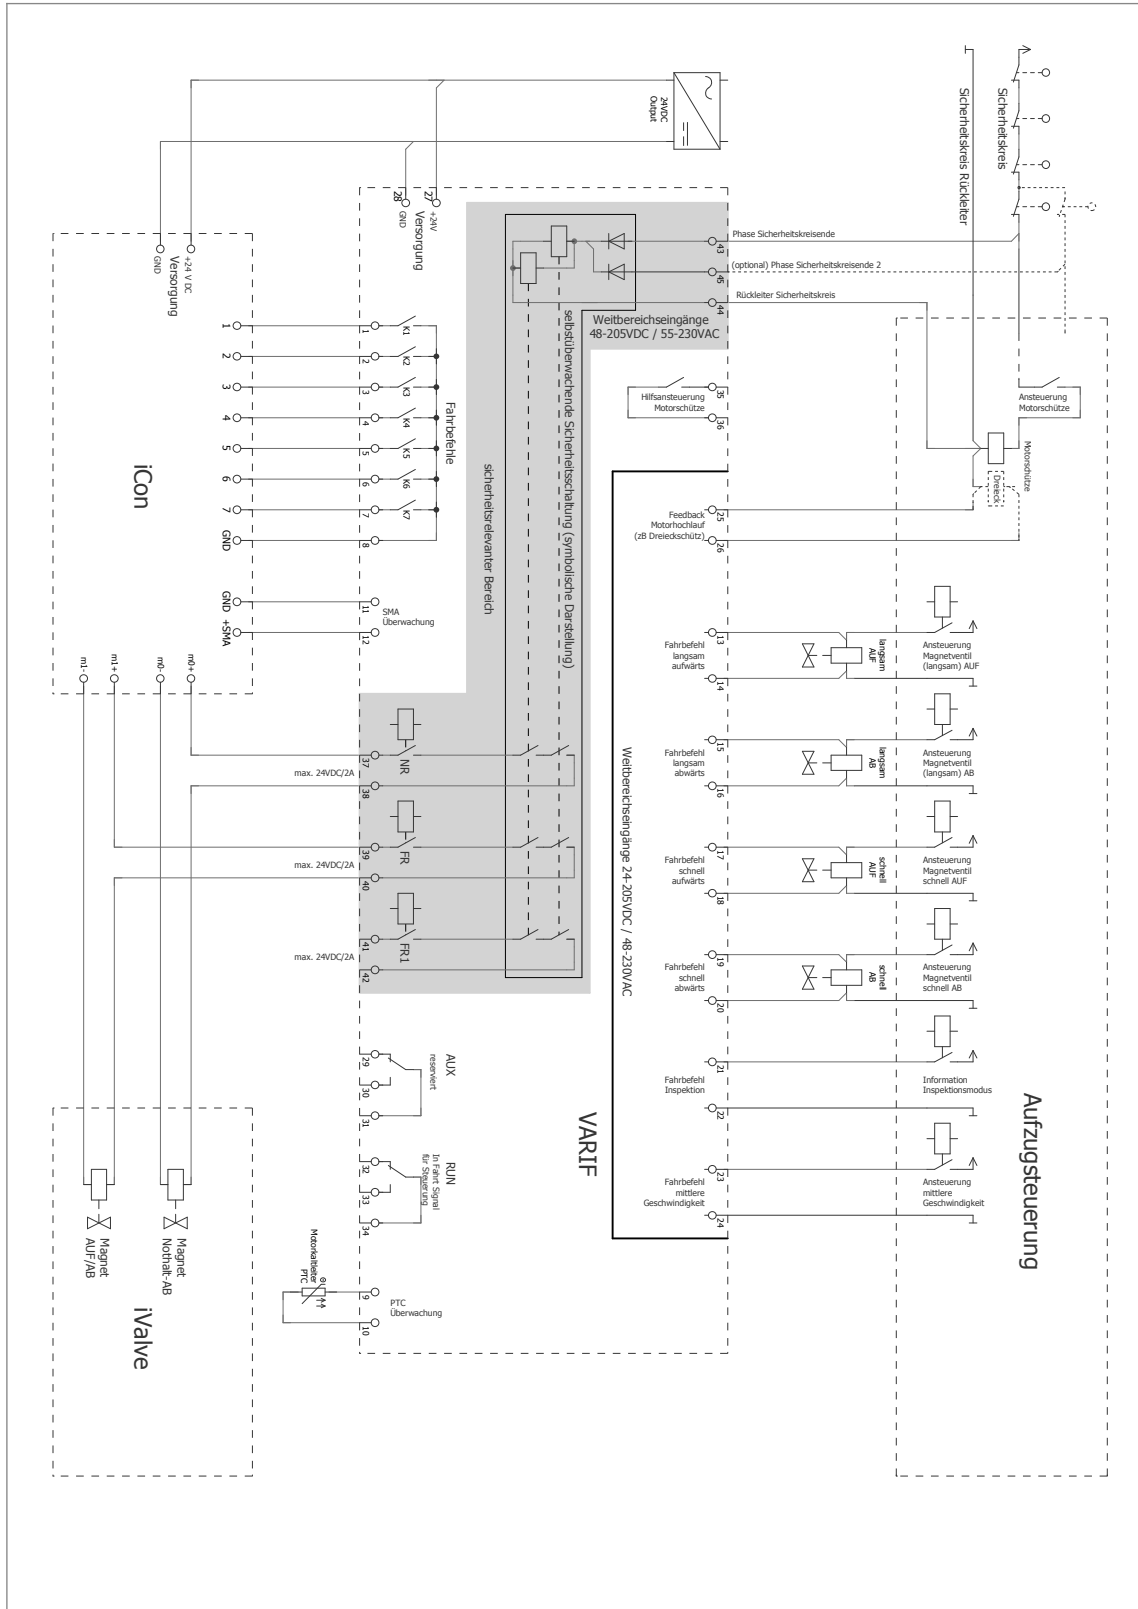 24VDC
Output
Sicherheitskreis
Sicherheitskreis Rückleiter
28
27
GND
+24V
Versorgung
Phase Sicherheitskreisende
43
(optional) Phase Sicherheitskreisende 2
45
Rückleiter Sicherheitskreis
44
Weitbereichseingänge
48-205VDC / 55-230VAC
selbstüberwachende Sicherheitsschaltung (symbolische Darstellung)
sicherheitsrelevanter Bereich
GND
+24 V DC
Versorgung
1
2
3
4
5
6
7
GND
GND
+SMA
iCon
1
2
3
4
5
6
7
8
K1
K2
K3
K4
K5
K6
K7
Fahrbefehle
11
12
SMA
Überwachung
Hilfsansteuerung
Motorschütze
35
36
Ansteuerung
Motorschütze
Motorschütze
Dreieck
Feedback
Motorhochlauf
(zB Dreieckschütz)
25
26
Fahrbefehl
langsam
aufwärts
13
14
langsam
AUF
Ansteuerung
Magnetventil
(langsam) AUF
Fahrbefehl
langsam
abwärts
15
16
langsam
AB
Ansteuerung
Magnetventil
(langsam) AB
Fahrbefehl
schnell
aufwärts
17
18
schnell
AUF
Ansteuerung
Magnetventil
schnell AUF
Fahrbefehl
schnell
abwärts
19
20
schnell
AB
Ansteuerung
Magnetventil
schnell AB
Fahrbefehl
Inspektion
21
22
Information
Inspektionsmodus
Fahrbefehl
mittlere
Geschwindigkeit
23
24
Ansteuerung
mittlere
Geschwindigkeit
Weitbereichseingänge 24-205VDC / 48-230VAC
Aufzugsteuerung
VARIF
m1-
m1+
m0-
m0+
max. 24VDC/2A
37
38
NR
max. 24VDC/2A
39
40
FR
max. 24VDC/2A
41
42
FR1
29
30
31
AUX
reserviert
32
33
34
RUN
In Fahrt Signal
für Steuerung
Motorkaltleiter
PTC
9
10
PTC
Überwachung
Magnet
AUF/AB
Magnet
Nothalt-AB
iValve